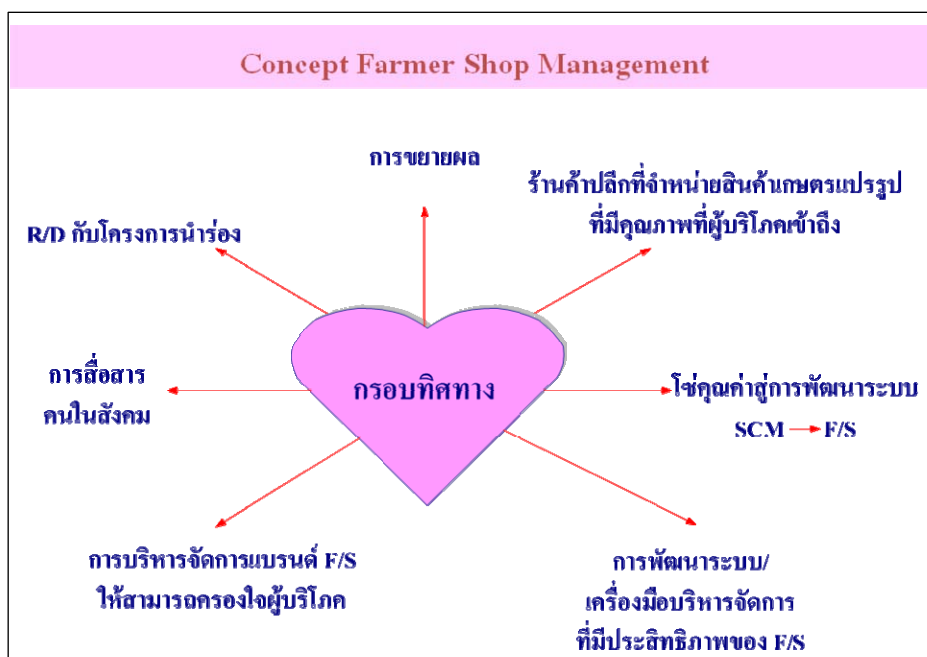 Concept Farmer Shop Management
การขยายผล
ร้านค้าปลีกที่จำหน่ายสินค้าเกษตรแปรรูป
ที่มีคุณภาพที่ผู้บริโภคเข้าถึง
R/D กับโครงการนำร่อง
การสื่อสาร
คนในสังคม
กรอบทิศทาง
โซ่คุณค่าสู่การพัฒนาระบบ
SCM → F/S
การบริหารจัดการแบรนด์ F/S
ให้สามารถครองใจผู้บริโภค
การพัฒนาระบบ/
เครื่องมือบริหารจัดการ
ที่มีประสิทธิภาพของ F/S